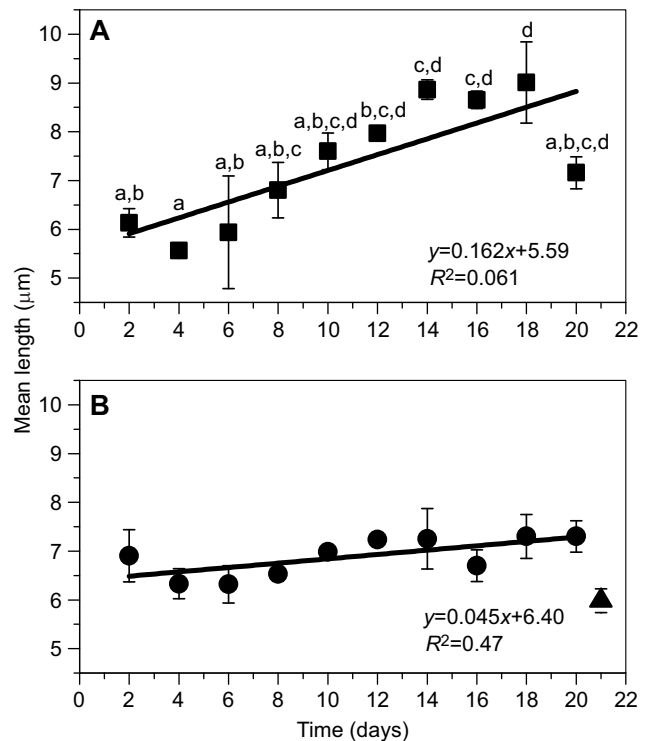 A
10
9
8
7
6
5
a,b
a
a,b
a,b,c
a,b,c,d
b,c,d
c,d
c,d
d
a,b,c,d
y=0.162x+5.59
R²=0.061
0 2 4 6 8 10 12 14 16 18 20 22
Mean length (μm)
B
10
9
8
7
6
5
y=0.045x+6.40
R²=0.47
0 2 4 6 8 10 12 14 16 18 20 22
Time (days)